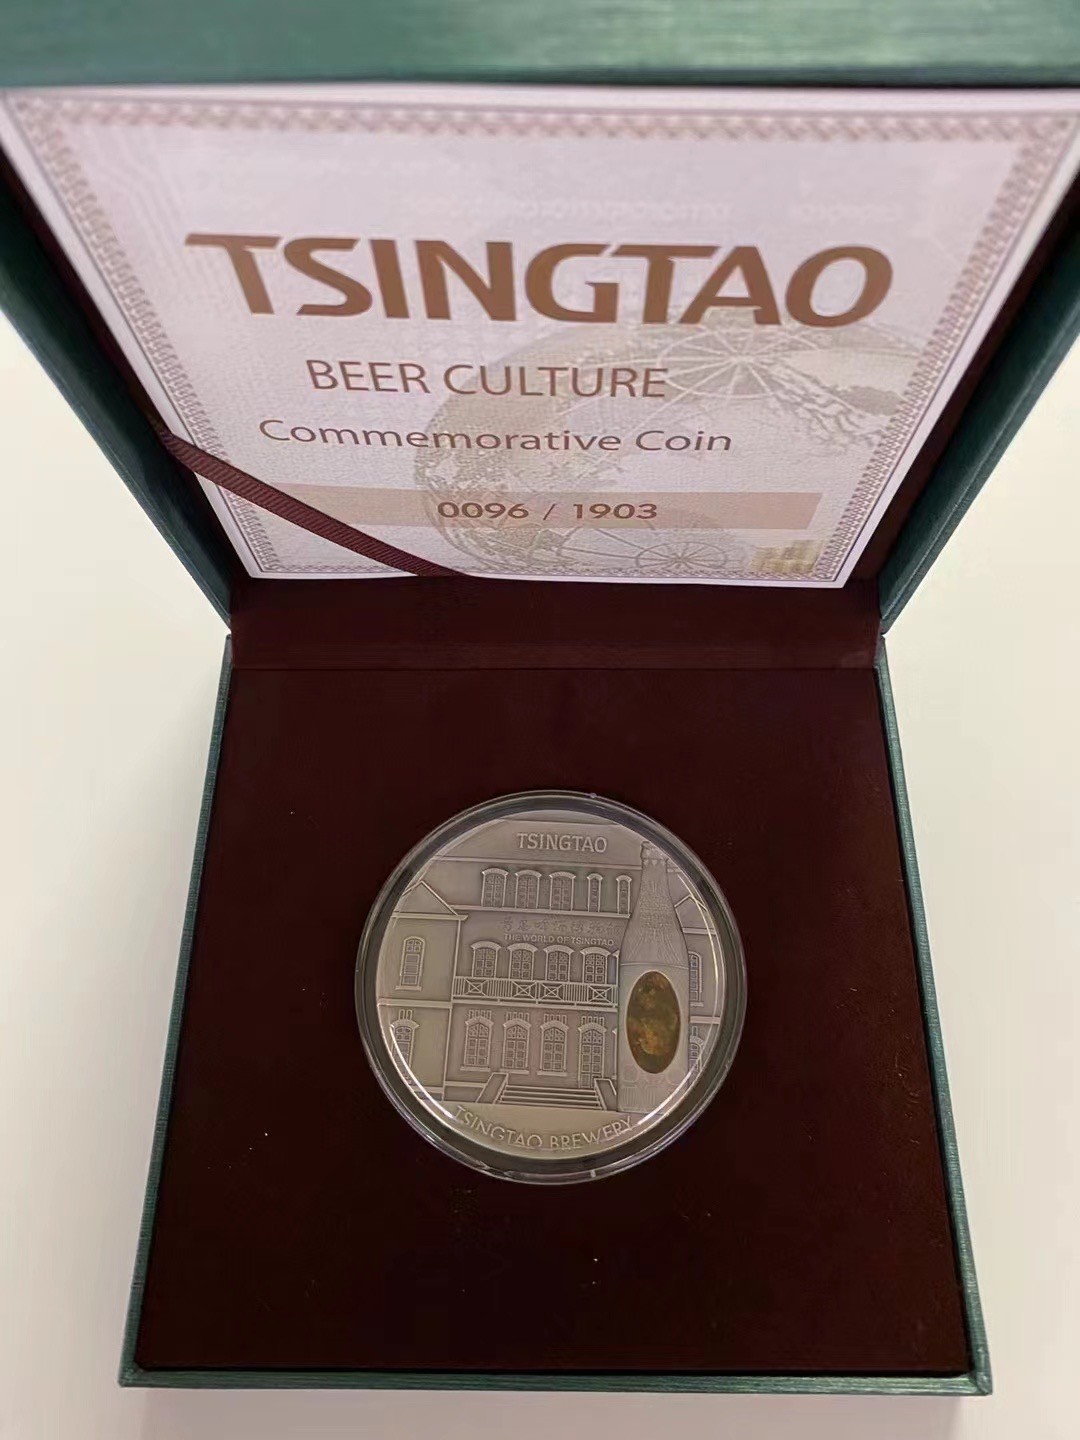 TSINGTAO
BEER CULTURE
Commemorative Coin
0096 / 1903
TSINGTAO
THE WORLD OF TSINGTAO
TSINGTAO BREWERY